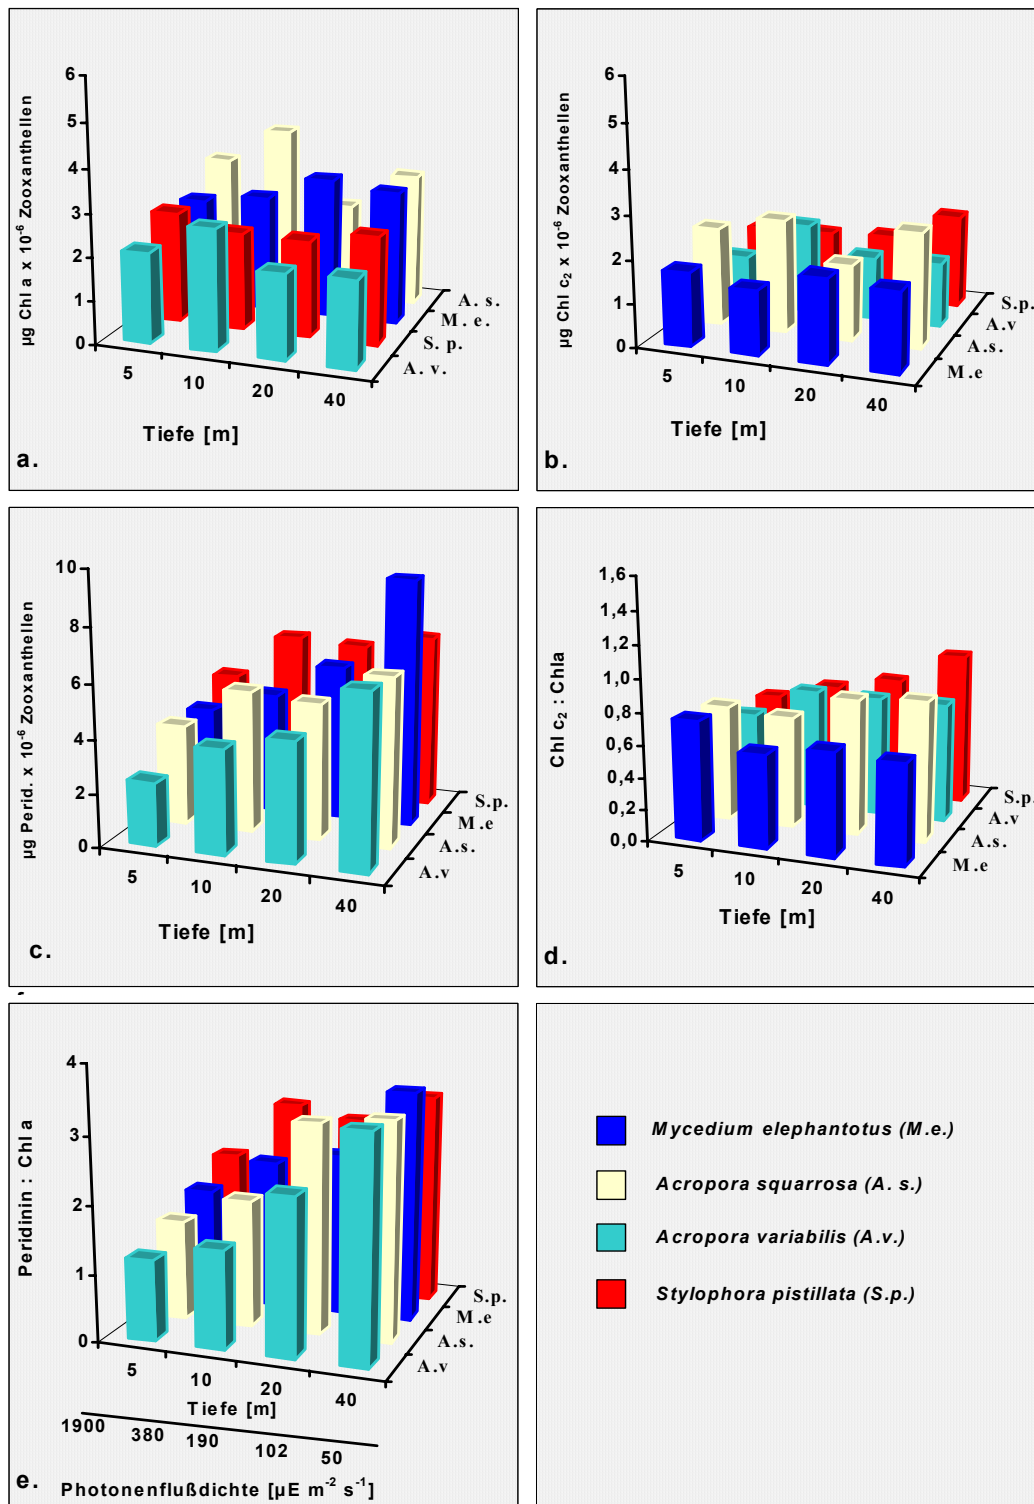 µg Chl a x 10⁻⁶ Zooxanthellen
6
5
4
3
2
1
0
5
10
20
40
A. s.
M. e.
S. p.
A. v.
Tiefe [m]
a.
µg Chl c₂ x 10⁻⁶ Zooxanthellen
6
5
4
3
2
1
0
5
10
20
40
S.p.
A.v
A.s.
M.e
Tiefe [m]
b.
µg Perid. x 10⁻⁶ Zooxanthellen
10
8
6
4
2
0
5
10
20
40
S.p.
M.e
A.s.
A.v
Tiefe [m]
c.
Chl c₂ : Chla
1,6
1,4
1,2
1,0
0,8
0,6
0,4
0,2
0,0
5
10
20
40
S.p.
A.v
A.s.
M.e
Tiefe [m]
d.
Peridinin : Chl a
4
3
2
1
0
5
10
20
40
S.p.
M.e
A.s.
A.v
Tiefe [m]
1900
380
190
102
50
e.
Photonenflußdichte [µE m⁻² s⁻¹]
Mycedium elephantotus (M.e.)
Acropora squarrosa (A. s.)
Acropora variabilis (A.v.)
Stylophora pistillata (S.p.)